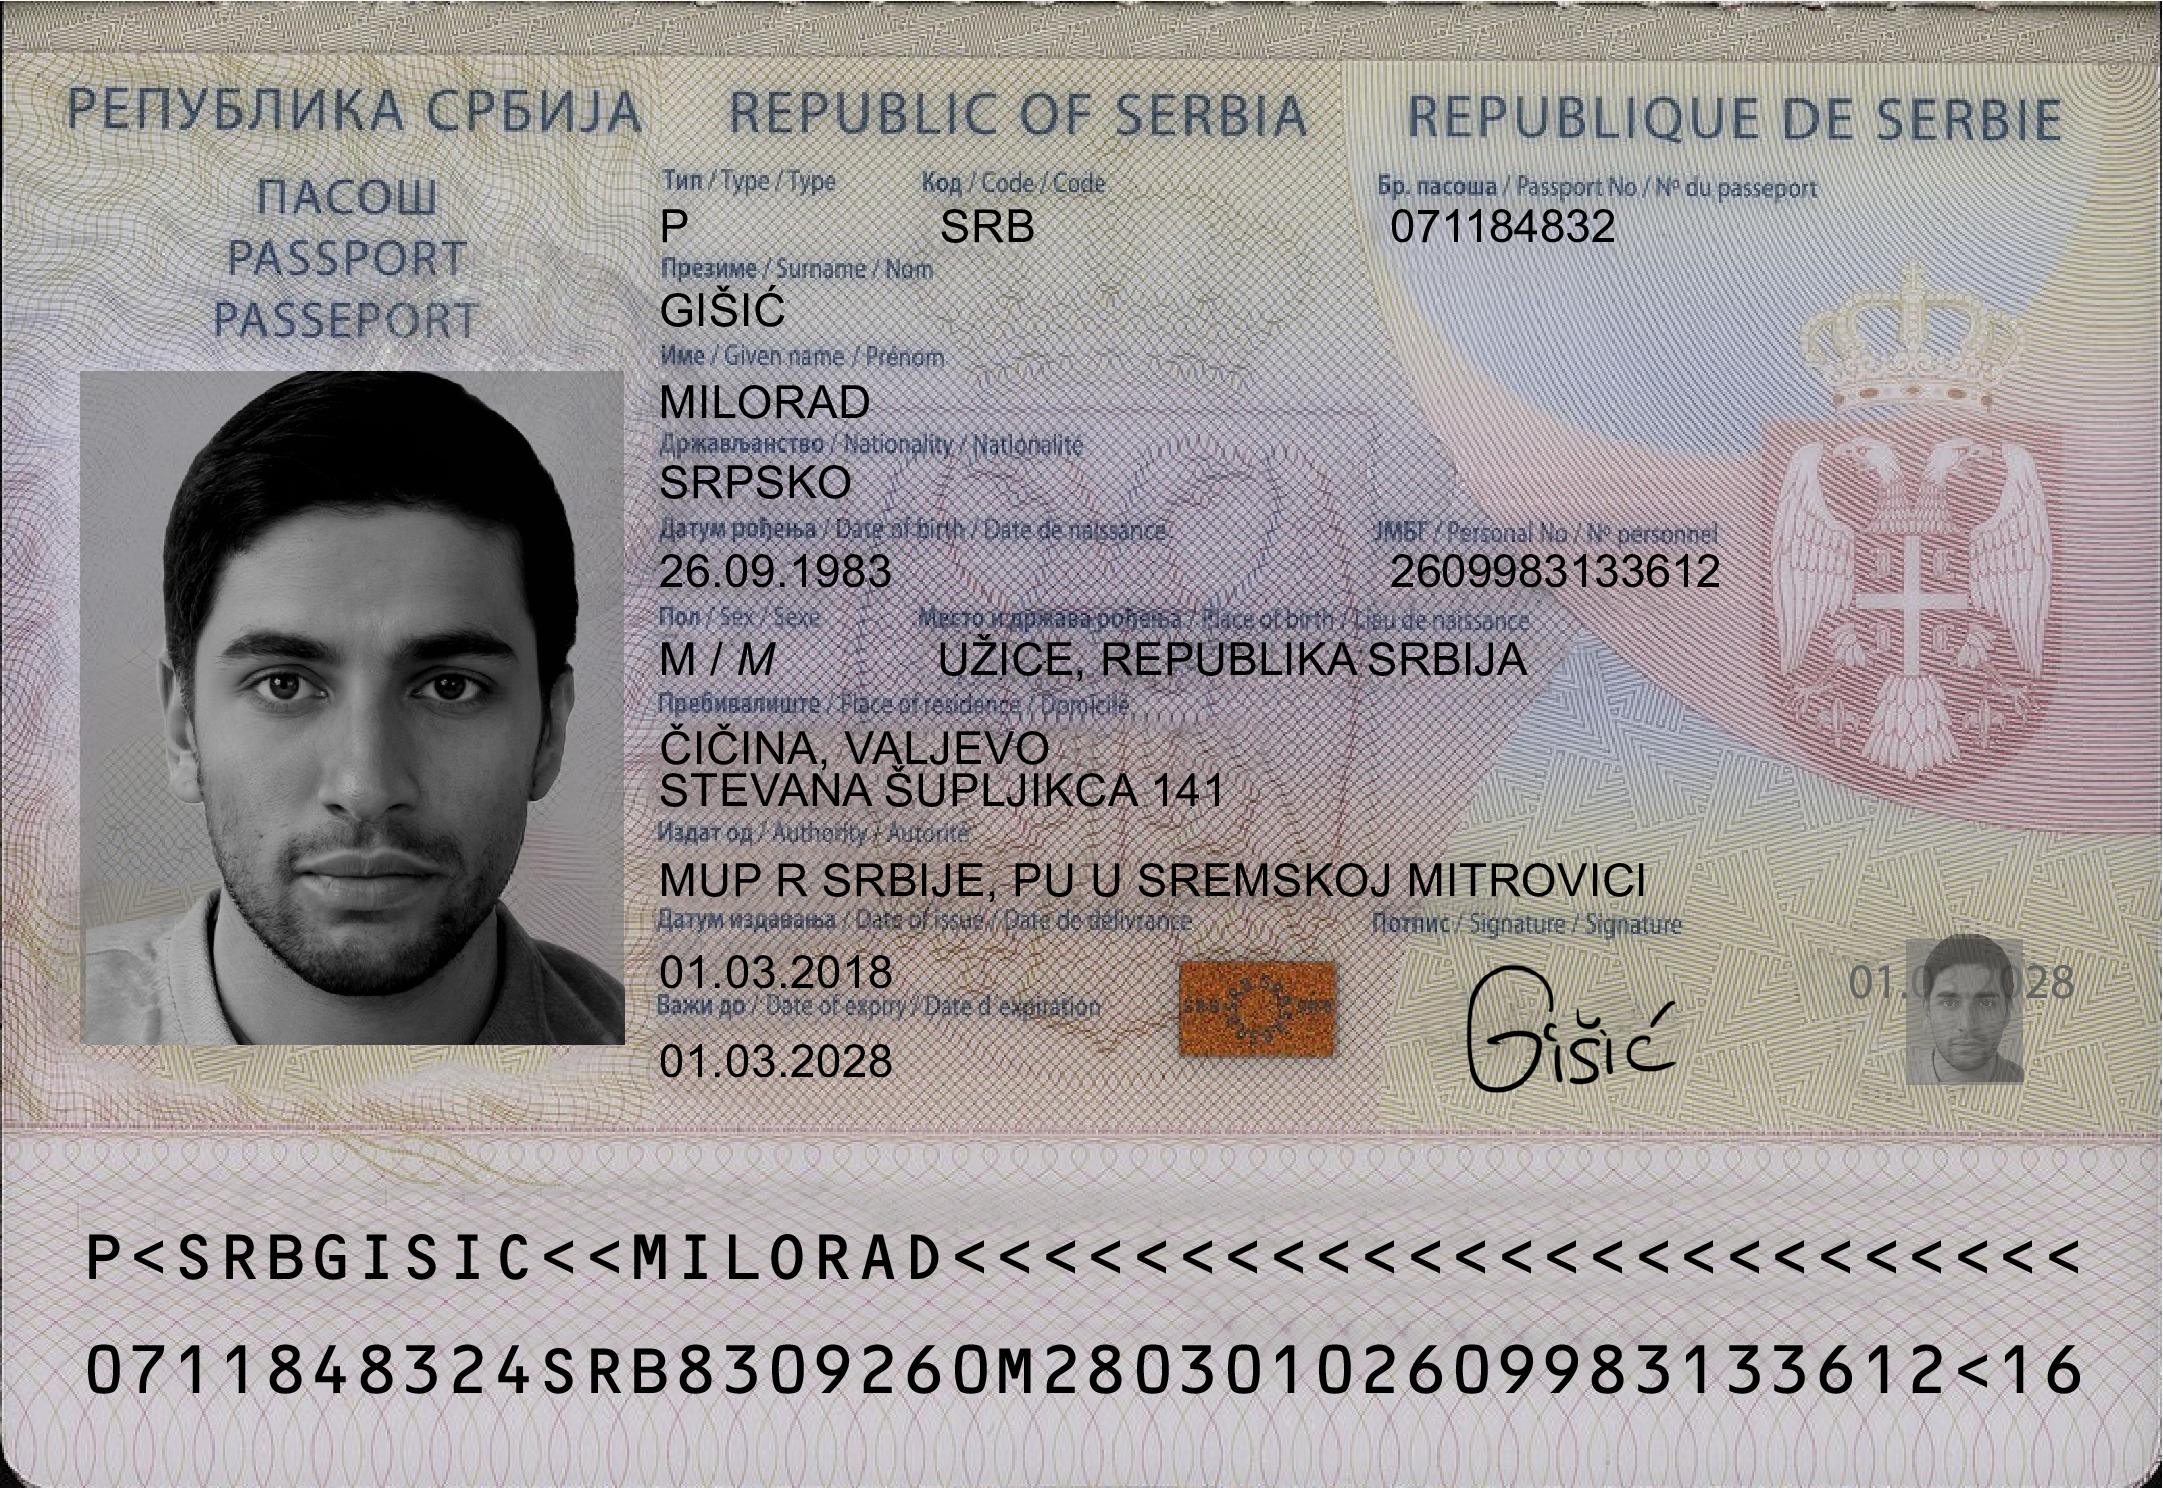 РЕПУБЛИКА СРБИЈА REPUBLIC OF SERBIA REPUBLIQUE DE SERBIE
ПАСОШ
PASSPORT
PASSEPORT
Тип / Type / Type Код / Code / Code Бр. пасоша / Passport No / Nº du passeport
P SRB 071184832
Презиме / Surname / Nom
GIŠIĆ
Име / Given name / Prénom
MILORAD
Држављанство / Nationality / Nationalité
SRPSKO
Датум рођења / Date of birth / Date de naissance ЈМБГ / Personal No / Nº personnel
26.09.1983 2609983133612
Пол / Sex / Sexe Место и држава рођења / Place of birth / Lieu de naissance
M / M UŽICE, REPUBLIKA SRBIJA
Пребивалиште / Place of residence / Domicile
ČIČINA, VALJEVO
STEVANA ŠUPLJIKCA 141
Издат од / Authority / Autorité
MUP R SRBIJE, PU U SREMSKOJ MITROVICI
Датум издавања / Date of issue / Date de délivrance Потпис / Signature / Signature
01.03.2018
Важи до / Date of expiry / Date d expiration
01.03.2028
Gišić
P<SRBGISIC<<MILORAD<<<<<<<<<<<<<<<<<<<<<<<<<
0711848324SRB8309260M28030102609983133612<16